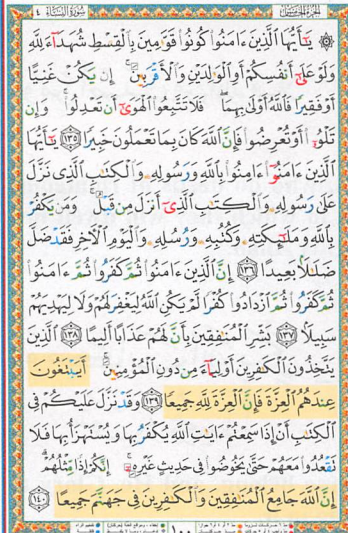 الجزء الخامس سورة النساء ٤
۞ يَٰٓأَيُّهَا ٱلَّذِينَ ءَامَنُوا۟ كُونُوا۟ قَوَّٰمِينَ بِٱلْقِسْطِ شُهَدَآءَ لِلَّهِ
وَلَوْ عَلَىٰٓ أَنفُسِكُمْ أَوِ ٱلْوَٰلِدَيْنِ وَٱلْأَقْرَبِينَ ۚ إِن يَكُنْ غَنِيًّا
أَوْ فَقِيرًا فَٱللَّهُ أَوْلَىٰ بِهِمَا ۖ فَلَا تَتَّبِعُوا۟ ٱلْهَوَىٰٓ أَن تَعْدِلُوا۟ ۚ وَإِن
تَلْوُۥٓا۟ أَوْ تُعْرِضُوا۟ فَإِنَّ ٱللَّهَ كَانَ بِمَا تَعْمَلُونَ خَبِيرًا ١٣٥ يَٰٓأَيُّهَا
ٱلَّذِينَ ءَامَنُوٓا۟ ءَامِنُوا۟ بِٱللَّهِ وَرَسُولِهِۦ وَٱلْكِتَٰبِ ٱلَّذِى نَزَّلَ
عَلَىٰ رَسُولِهِۦ وَٱلْكِتَٰبِ ٱلَّذِىٓ أَنزَلَ مِن قَبْلُ ۚ وَمَن يَكْفُرْ
بِٱللَّهِ وَمَلَٰٓئِكَتِهِۦ وَكُتُبِهِۦ وَرُسُلِهِۦ وَٱلْيَوْمِ ٱلْءَاخِرِ فَقَدْ ضَلَّ
ضَلَٰلًۢا بَعِيدًا ١٣٦ إِنَّ ٱلَّذِينَ ءَامَنُوا۟ ثُمَّ كَفَرُوا۟ ثُمَّ ءَامَنُوا۟
ثُمَّ كَفَرُوا۟ ثُمَّ ٱزْدَادُوا۟ كُفْرًا لَّمْ يَكُنِ ٱللَّهُ لِيَغْفِرَ لَهُمْ وَلَا لِيَهْدِيَهُمْ
سَبِيلًۢا ١٣٧ بَشِّرِ ٱلْمُنَٰفِقِينَ بِأَنَّ لَهُمْ عَذَابًا أَلِيمًا ١٣٨ ٱلَّذِينَ
يَتَّخِذُونَ ٱلْكَٰفِرِينَ أَوْلِيَآءَ مِن دُونِ ٱلْمُؤْمِنِينَ ۚ أَيَبْتَغُونَ
عِندَهُمُ ٱلْعِزَّةَ فَإِنَّ ٱلْعِزَّةَ لِلَّهِ جَمِيعًا ١٣٩ وَقَدْ نَزَّلَ عَلَيْكُمْ فِى
ٱلْكِتَٰبِ أَنْ إِذَا سَمِعْتُمْ ءَايَٰتِ ٱللَّهِ يُكْفَرُ بِهَا وَيُسْتَهْزَأُ بِهَا فَلَا
تَقْعُدُوا۟ مَعَهُمْ حَتَّىٰ يَخُوضُوا۟ فِى حَدِيثٍ غَيْرِهِۦٓ ۚ إِنَّكُمْ إِذًا مِّثْلُهُمْ ۗ
إِنَّ ٱللَّهَ جَامِعُ ٱلْمُنَٰفِقِينَ وَٱلْكَٰفِرِينَ فِى جَهَنَّمَ جَمِيعًا ١٤٠
١٠٠